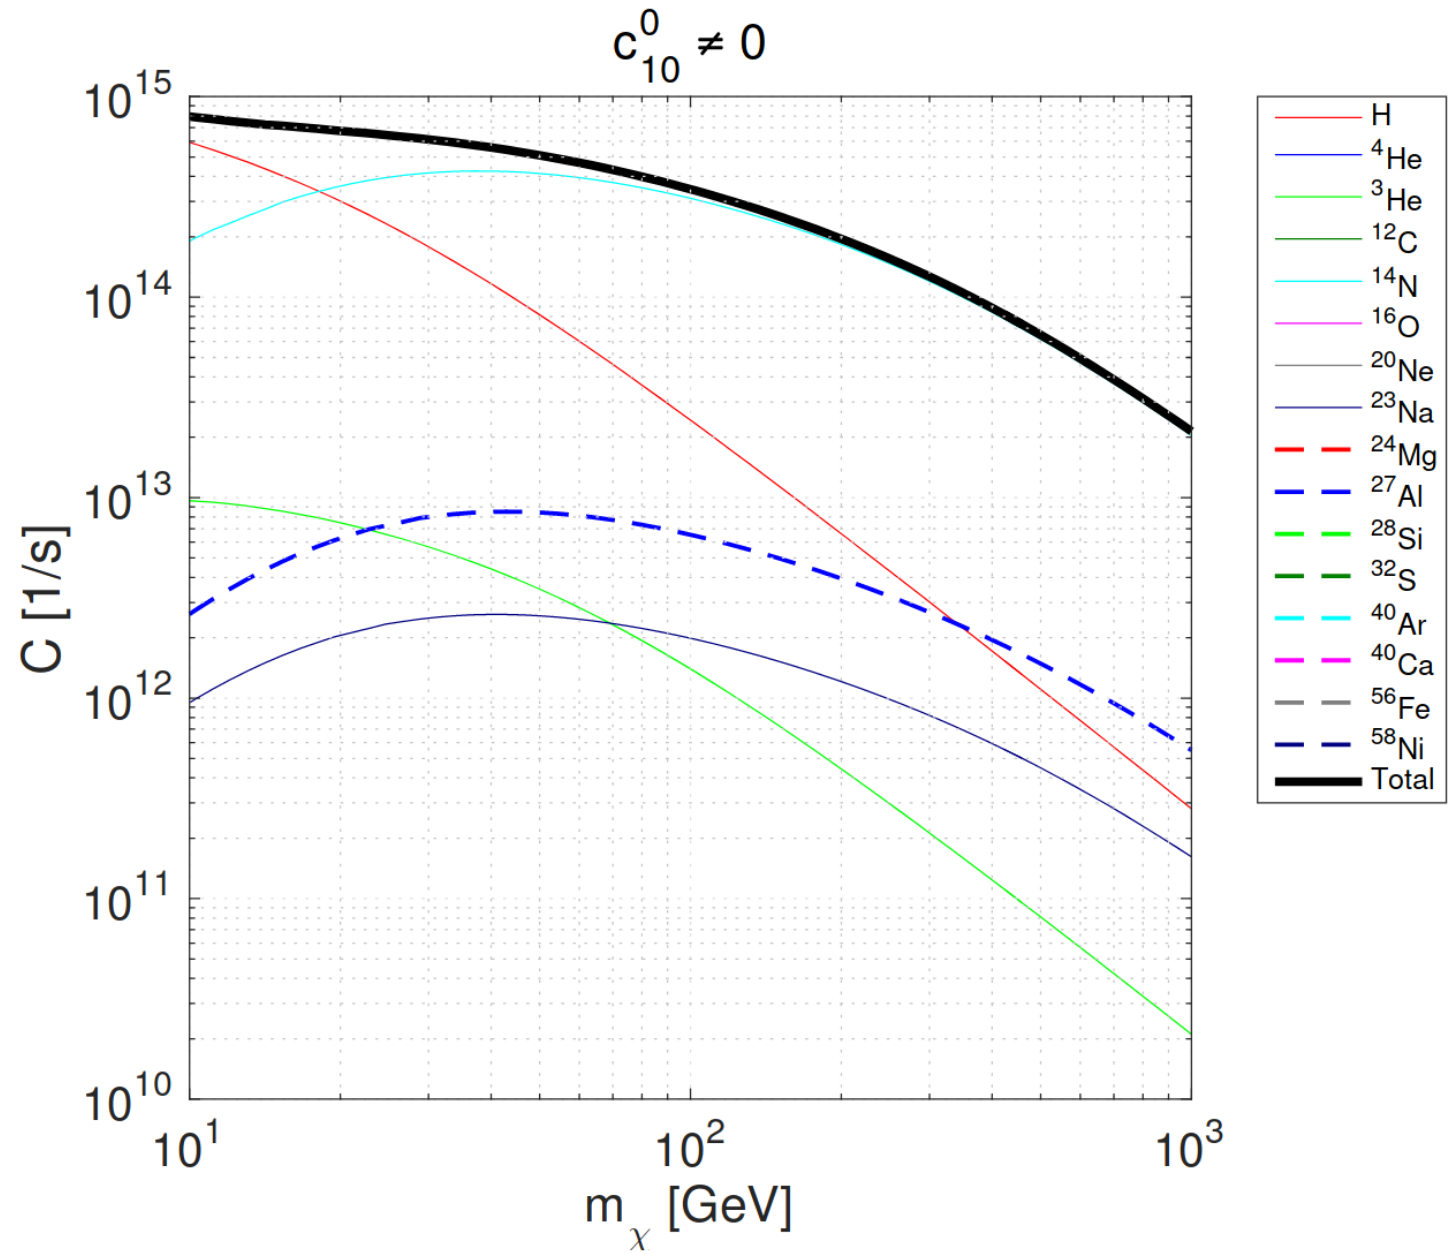 c⁰₁₀ ≠ 0
C [1/s]
10¹⁵
10¹⁴
10¹³
10¹²
10¹¹
10¹⁰
10¹ 10² 10³
m_χ [GeV]
H
⁴He
³He
¹²C
¹⁴N
¹⁶O
²⁰Ne
²³Na
²⁴Mg
²⁷Al
²⁸Si
³²S
⁴⁰Ar
⁴⁰Ca
⁵⁶Fe
⁵⁸Ni
Total